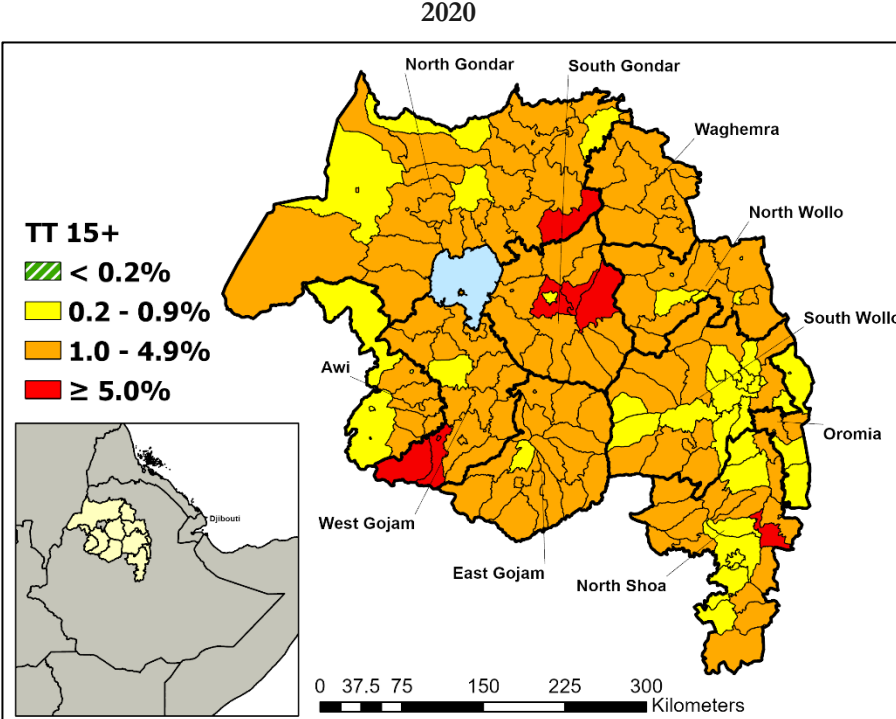 2020
North Gondar
South Gondar
Waghemra
North Wollo
South Wollo
TT 15+
< 0.2%
0.2 - 0.9%
1.0 - 4.9%
≥ 5.0%
Awi
Oromia
Djibouti
West Gojam
East Gojam
North Shoa
0 37.5 75 150 225 300
Kilometers